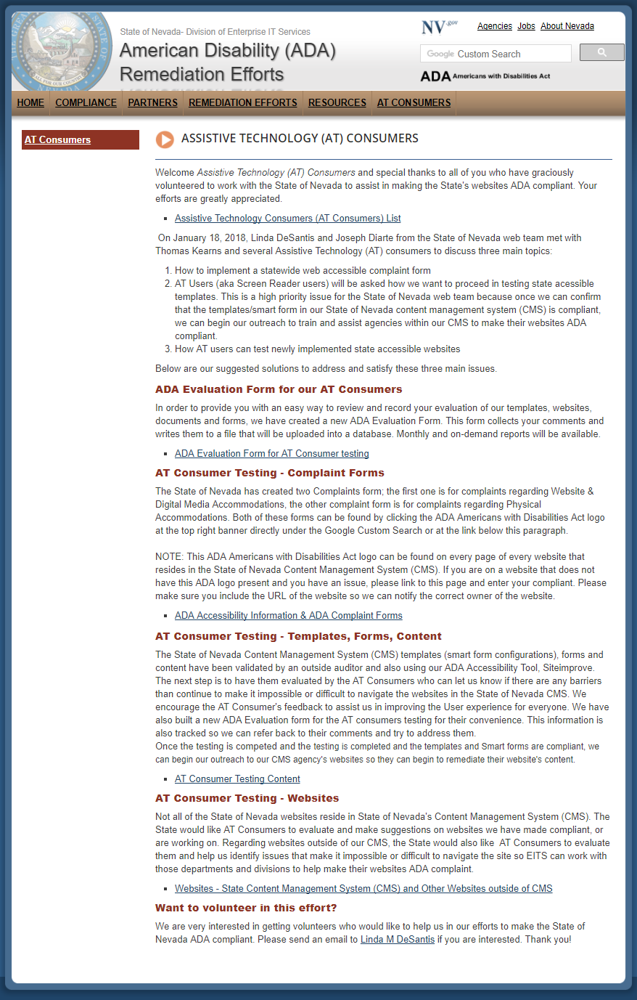 State of Nevada- Division of Enterprise IT Services
American Disability (ADA)
Remediation Efforts
NV.gov
Agencies Jobs About Nevada
Google Custom Search
ADA Americans with Disabilities Act
HOME COMPLIANCE PARTNERS REMEDIATION EFFORTS RESOURCES AT CONSUMERS
AT Consumers
ASSISTIVE TECHNOLOGY (AT) CONSUMERS
Welcome Assistive Technology (AT) Consumers and special thanks to all of you who have graciously
volunteered to work with the State of Nevada to assist in making the State's websites ADA compliant. Your
efforts are greatly appreciated.
▪ Assistive Technology Consumers (AT Consumers) List
On January 18, 2018, Linda DeSantis and Joseph Diarte from the State of Nevada web team met with
Thomas Kearns and several Assistive Technology (AT) consumers to discuss three main topics:
1. How to implement a statewide web accessible complaint form
2. AT Users (aka Screen Reader users) will be asked how we want to proceed in testing state acessible
templates. This is a high priority issue for the State of Nevada web team because once we can confirm
that the templates/smart form in our State of Nevada content management system (CMS) is compliant,
we can begin our outreach to train and assist agencies within our CMS to make their websites ADA
compliant.
3. How AT users can test newly implemented state accessible websites
Below are our suggested solutions to address and satisfy these three main issues.
ADA Evaluation Form for our AT Consumers
In order to provide you with an easy way to review and record your evaluation of our templates, websites,
documents and forms, we have created a new ADA Evaluation Form. This form collects your comments and
writes them to a file that will be uploaded into a database. Monthly and on-demand reports will be available.
▪ ADA Evaluation Form for AT Consumer testing
AT Consumer Testing - Complaint Forms
The State of Nevada has created two Complaints form; the first one is for complaints regarding Website &
Digital Media Accommodations, the other complaint form is for complaints regarding Physical
Accommodations. Both of these forms can be found by clicking the ADA Americans with Disabilities Act logo
at the top right banner directly under the Google Custom Search or at the link below this paragraph.
NOTE: This ADA Americans with Disabilities Act logo can be found on every page of every website that
resides in the State of Nevada Content Management System (CMS). If you are on a website that does not
have this ADA logo present and you have an issue, please link to this page and enter your compliant. Please
make sure you include the URL of the website so we can notify the correct owner of the website.
▪ ADA Accessibility Information & ADA Complaint Forms
AT Consumer Testing - Templates, Forms, Content
The State of Nevada Content Management System (CMS) templates (smart form configurations), forms and
content have been validated by an outside auditor and also using our ADA Accessibility Tool, Siteimprove.
The next step is to have them evaluated by the AT Consumers who can let us know if there are any barriers
than continue to make it impossible or difficult to navigate the websites in the State of Nevada CMS. We
encourage the AT Consumer's feedback to assist us in improving the User experience for everyone. We have
also built a new ADA Evaluation form for the AT consumers testing for their convenience. This information is
also tracked so we can refer back to their comments and try to address them.
Once the testing is competed and the testing is completed and the templates and Smart forms are compliant, we
can begin our outreach to our CMS agency's websites so they can begin to remediate their website's content.
▪ AT Consumer Testing Content
AT Consumer Testing - Websites
Not all of the State of Nevada websites reside in State of Nevada's Content Management System (CMS). The
State would like AT Consumers to evaluate and make suggestions on websites we have made compliant, or
are working on. Regarding websites outside of our CMS, the State would also like AT Consumers to evaluate
them and help us identify issues that make it impossible or difficult to navigate the site so EITS can work with
those departments and divisions to help make their websites ADA complaint.
▪ Websites - State Content Management System (CMS) and Other Websites outside of CMS
Want to volunteer in this effort?
We are very interested in getting volunteers who would like to help us in our efforts to make the State of
Nevada ADA compliant. Please send an email to Linda M DeSantis if you are interested. Thank you!